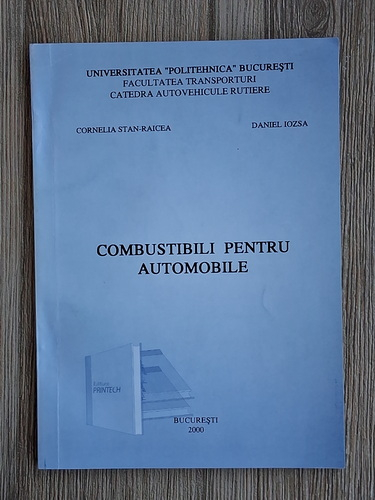 UNIVERSITATEA "POLITEHNICA" BUCUREŞTI
FACULTATEA TRANSPORTURI
CATEDRA AUTOVEHICULE RUTIERE
CORNELIA STAN-RAICEA DANIEL IOZSA
COMBUSTIBILI PENTRU
AUTOMOBILE
Editura
PRINTECH
BUCUREŞTI
2000